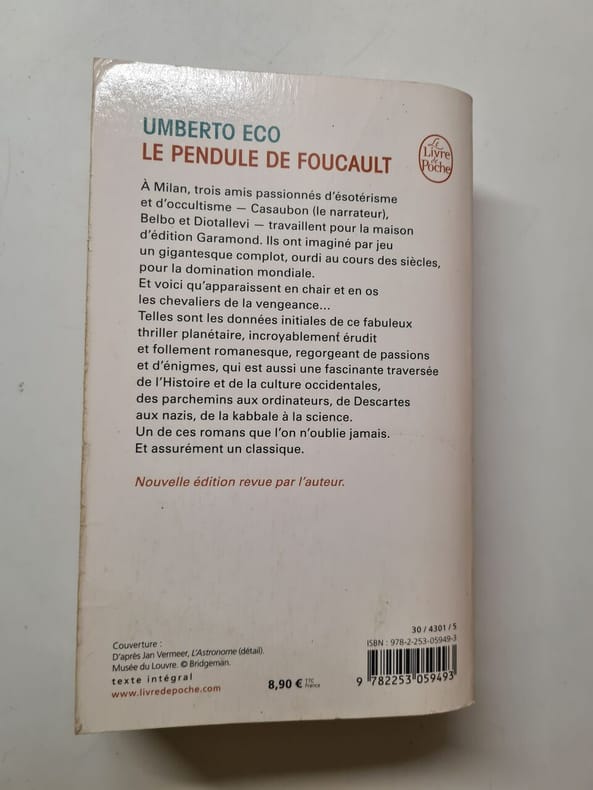 UMBERTO ECO
LE PENDULE DE FOUCAULT
Le
Livre
de
Poche
À Milan, trois amis passionnés d'ésotérisme
et d'occultisme — Casaubon (le narrateur),
Belbo et Diotallevi — travaillent pour la maison
d'édition Garamond. Ils ont imaginé par jeu
un gigantesque complot, ourdi au cours des siècles,
pour la domination mondiale.
Et voici qu'apparaissent en chair et en os
les chevaliers de la vengeance...
Telles sont les données initiales de ce fabuleux
thriller planétaire, incroyablement érudit
et follement romanesque, regorgeant de passions
et d'énigmes, qui est aussi une fascinante traversée
de l'Histoire et de la culture occidentales,
des parchemins aux ordinateurs, de Descartes
aux nazis, de la kabbale à la science.
Un de ces romans que l'on n'oublie jamais.
Et assurément un classique.
Nouvelle édition revue par l'auteur.
Couverture :
D'après Jan Vermeer, L'Astronome (détail).
Musée du Louvre. © Bridgeman.
texte intégral
www.livredepoche.com
8,90 € TTC
France
30 / 4301 / 5
ISBN : 978-2-253-05949-3
9 782253 059493